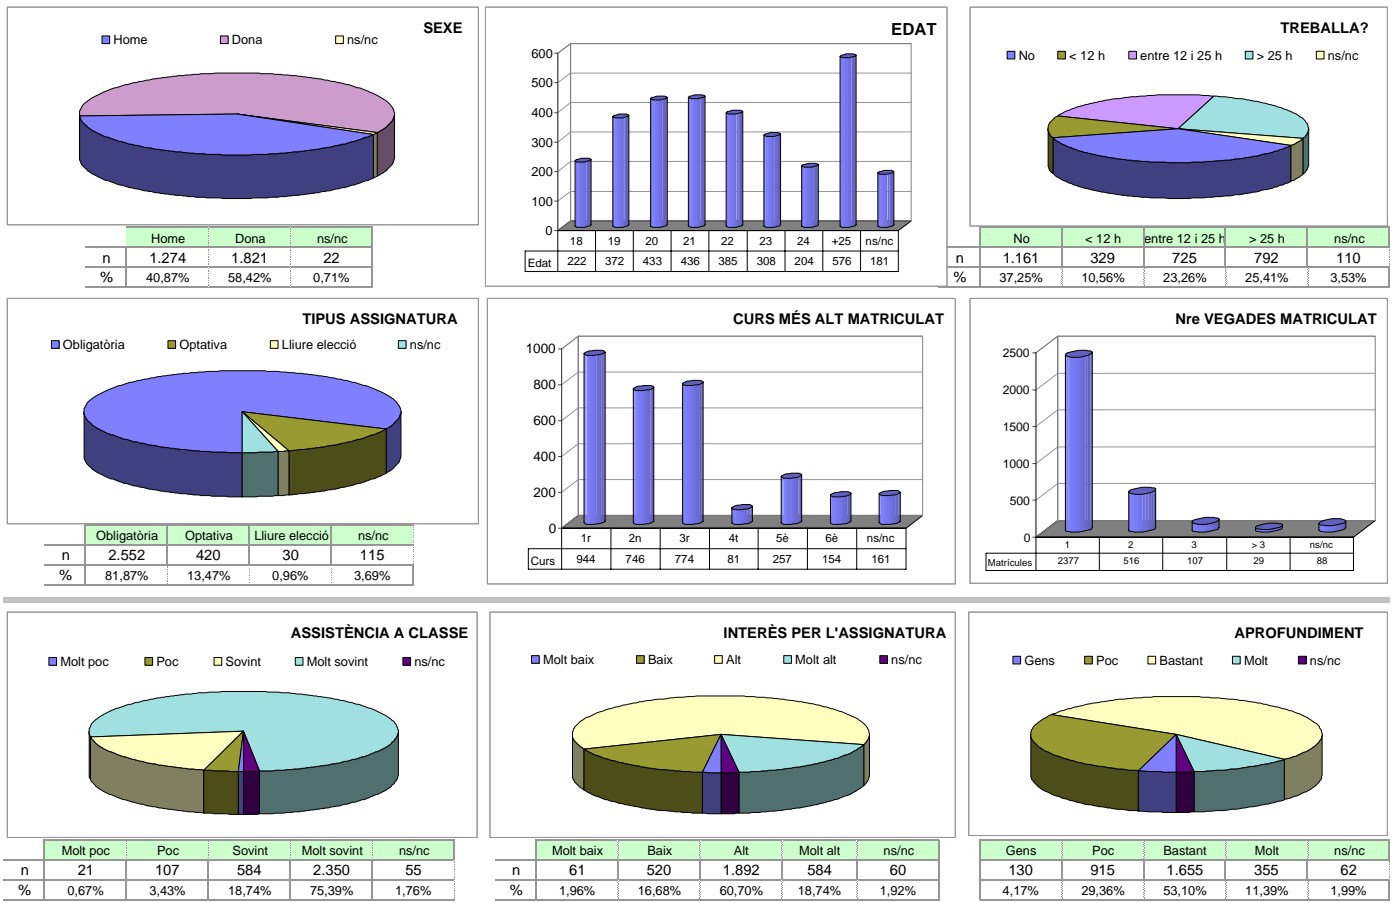 SEXE
Home Dona ns/nc
Home Dona ns/nc
n 1.274 1.821 22
% 40,87% 58,42% 0,71%
EDAT
600
500
400
300
200
100
0
18 19 20 21 22 23 24 +25 ns/nc
Edat 222 372 433 436 385 308 204 576 181
TREBALLA?
No < 12 h entre 12 i 25 h > 25 h ns/nc
No < 12 h entre 12 i 25 h > 25 h ns/nc
n 1.161 329 725 792 110
% 37,25% 10,56% 23,26% 25,41% 3,53%
TIPUS ASSIGNATURA
Obligatòria Optativa Lliure elecció ns/nc
Obligatòria Optativa Lliure elecció ns/nc
n 2.552 420 30 115
% 81,87% 13,47% 0,96% 3,69%
CURS MÉS ALT MATRICULAT
1000
800
600
400
200
0
1r 2n 3r 4t 5è 6è ns/nc
Curs 944 746 774 81 257 154 161
Nre VEGADES MATRICULAT
2500
2000
1500
1000
500
0
1 2 3 > 3 ns/nc
Matrícules 2377 516 107 29 88
ASSISTÈNCIA A CLASSE
Molt poc Poc Sovint Molt sovint ns/nc
Molt poc Poc Sovint Molt sovint ns/nc
n 21 107 584 2.350 55
% 0,67% 3,43% 18,74% 75,39% 1,76%
INTERÈS PER L'ASSIGNATURA
Molt baix Baix Alt Molt alt ns/nc
Molt baix Baix Alt Molt alt ns/nc
n 61 520 1.892 584 60
% 1,96% 16,68% 60,70% 18,74% 1,92%
APROFUNDIMENT
Gens Poc Bastant Molt ns/nc
Gens Poc Bastant Molt ns/nc
130 915 1.655 355 62
4,17% 29,36% 53,10% 11,39% 1,99%